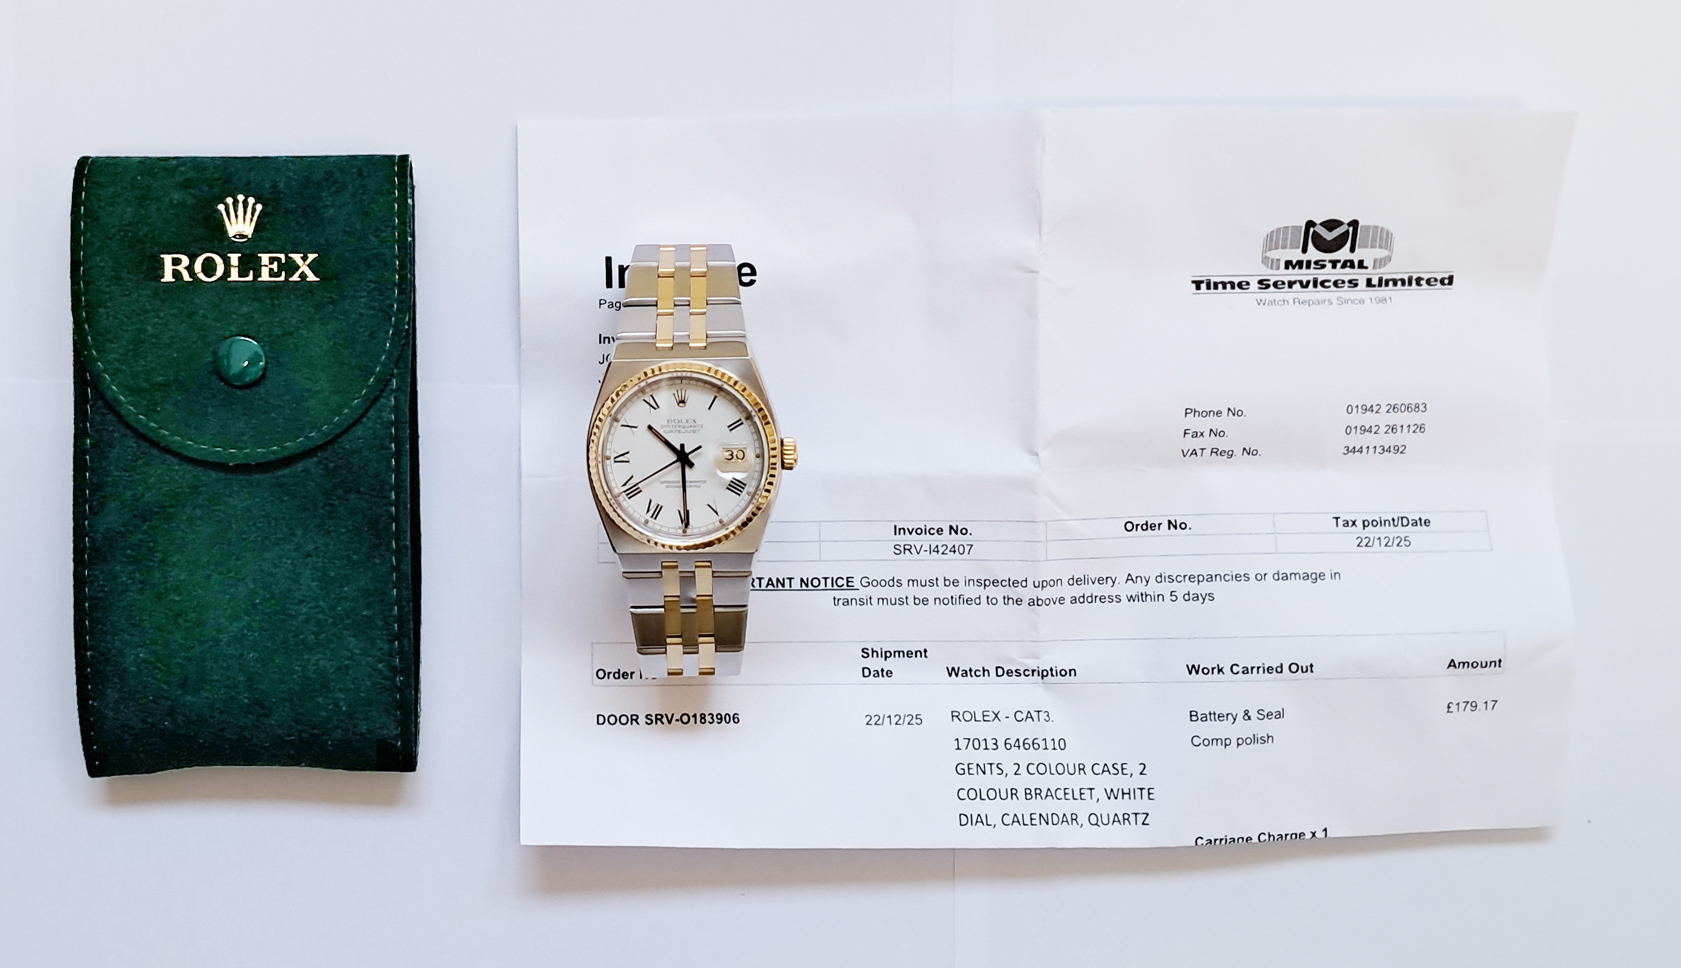 ROLEX
MISTAL
Time Services Limited
Watch Repairs Since 1981
ROLEX
30
Phone No. 01942 260683
Fax No. 01942 261126
VAT Reg. No. 344113492
Invoice No. Order No. Tax point/Date
SRV-I42407 22/12/25
RTANT NOTICE Goods must be inspected upon delivery. Any discrepancies or damage in
transit must be notified to the above address within 5 days
Order Shipment Date Watch Description Work Carried Out Amount
DOOR SRV-O183906 22/12/25 ROLEX - CAT3. Battery & Seal £179.17
17013 6466110 Comp polish
GENTS, 2 COLOUR CASE, 2
COLOUR BRACELET, WHITE
DIAL, CALENDAR, QUARTZ
Carriage Charge x 1